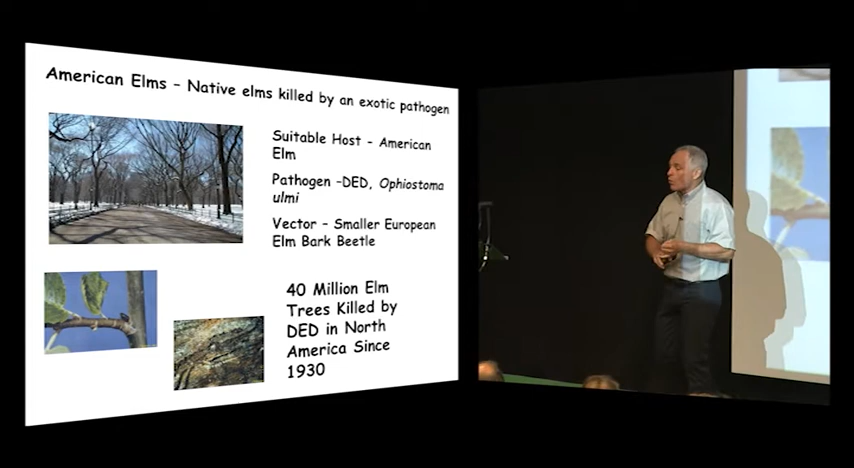 American Elms - Native elms killed by an exotic pathogen
Suitable Host - American
Elm
Pathogen -DED, Ophiostoma
ulmi
Vector - Smaller European
Elm Bark Beetle
40 Million Elm
Trees Killed by
DED in North
America Since
1930